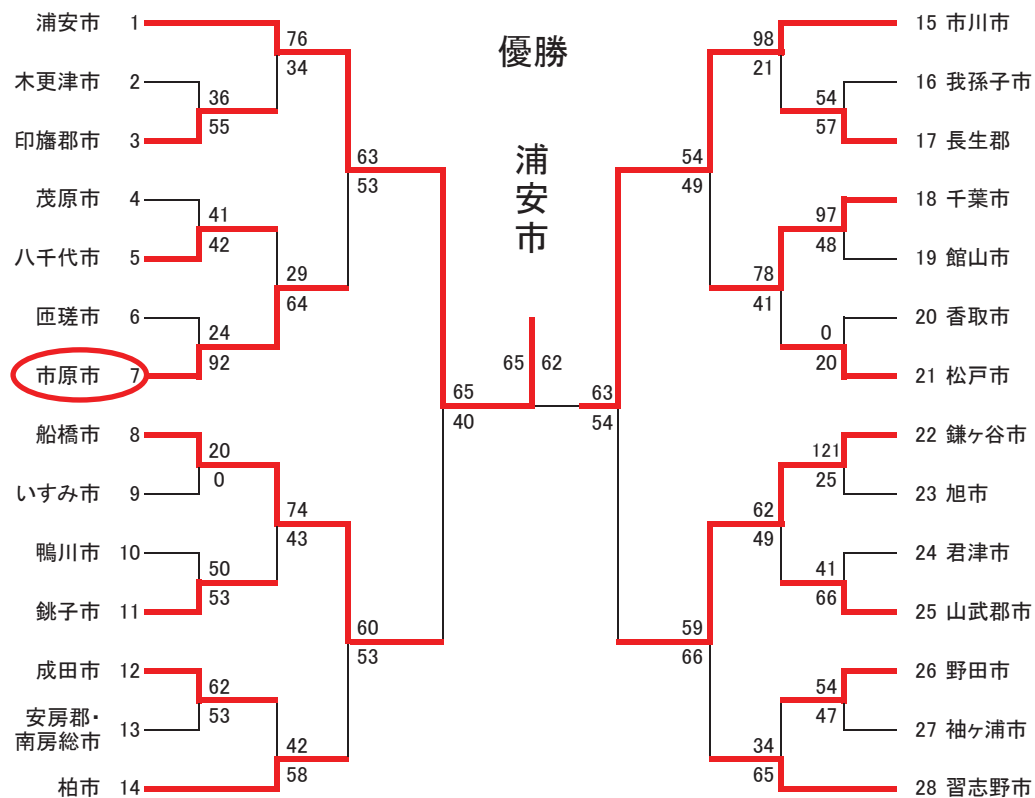 優勝
浦安市
浦安市 1
木更津市 2
印旛郡市 3
茂原市 4
八千代市 5
匝瑳市 6
市原市 7
船橋市 8
いすみ市 9
鴨川市 10
銚子市 11
成田市 12
安房郡・
南房総市 13
柏市 14
76
34
36
55
63
53
41
42
29
64
24
92
65
40
20
0
74
43
50
53
60
53
62
53
42
58
65 62
15 市川市
16 我孫子市
17 長生郡
18 千葉市
19 館山市
20 香取市
21 松戸市
22 鎌ヶ谷市
23 旭市
24 君津市
25 山武郡市
26 野田市
27 袖ヶ浦市
28 習志野市
98
21
54
57
54
49
97
48
78
41
0
20
63
54
121
25
62
49
41
66
59
66
54
47
34
65